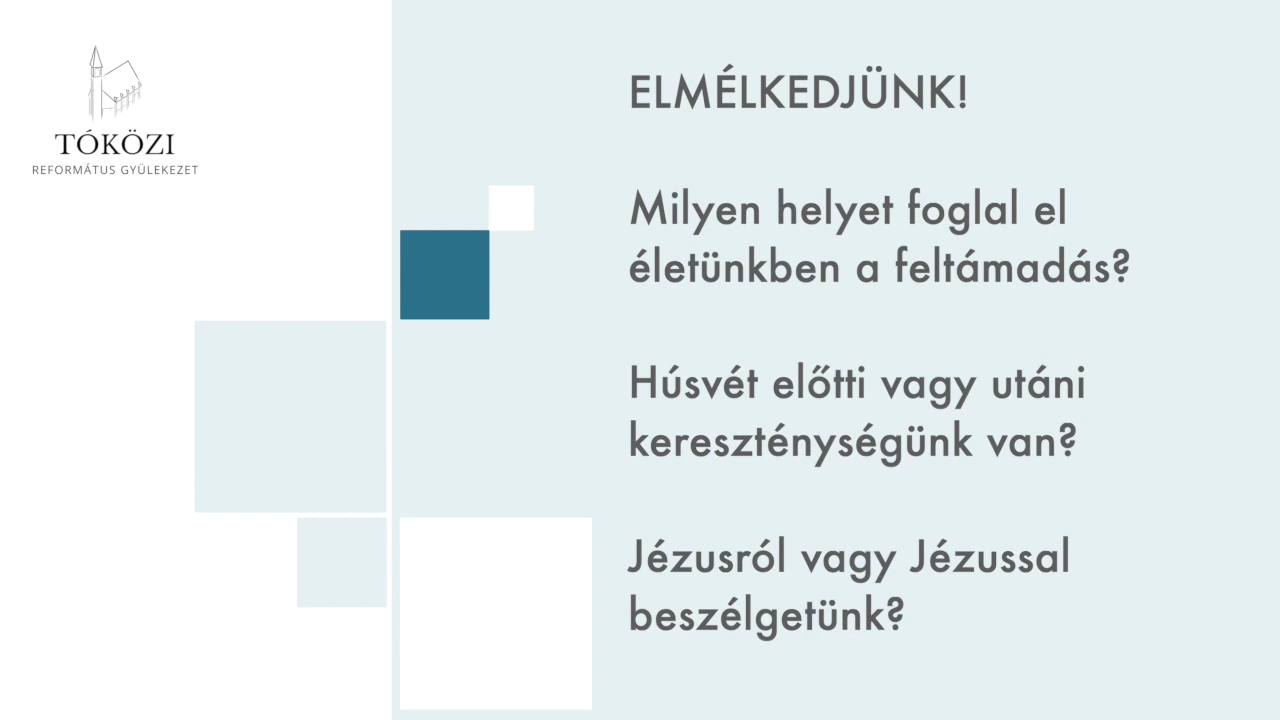 TÓKÖZI
REFORMÁTUS GYÜLEKEZET
ELMÉLKEDJÜNK!
Milyen helyet foglal el
életünkben a feltámadás?
Húsvét előtti vagy utáni
kereszténységünk van?
Jézusról vagy Jézussal
beszélgetünk?